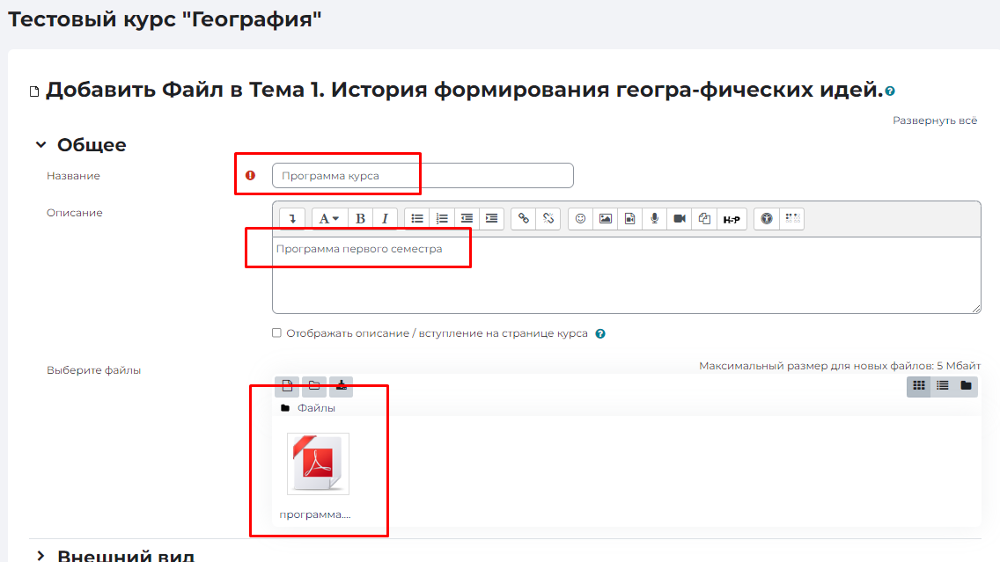 Тестовый курс "География"
Добавить Файл в Тема 1. История формирования геогра-фических идей.
Развернуть всё
Общее
Название
Программа курса
Описание
A B I H5P
Программа первого семестра
Отображать описание / вступление на странице курса
Выберите файлы
Максимальный размер для новых файлов: 5 Мбайт
Файлы
программа....
Внешний вид